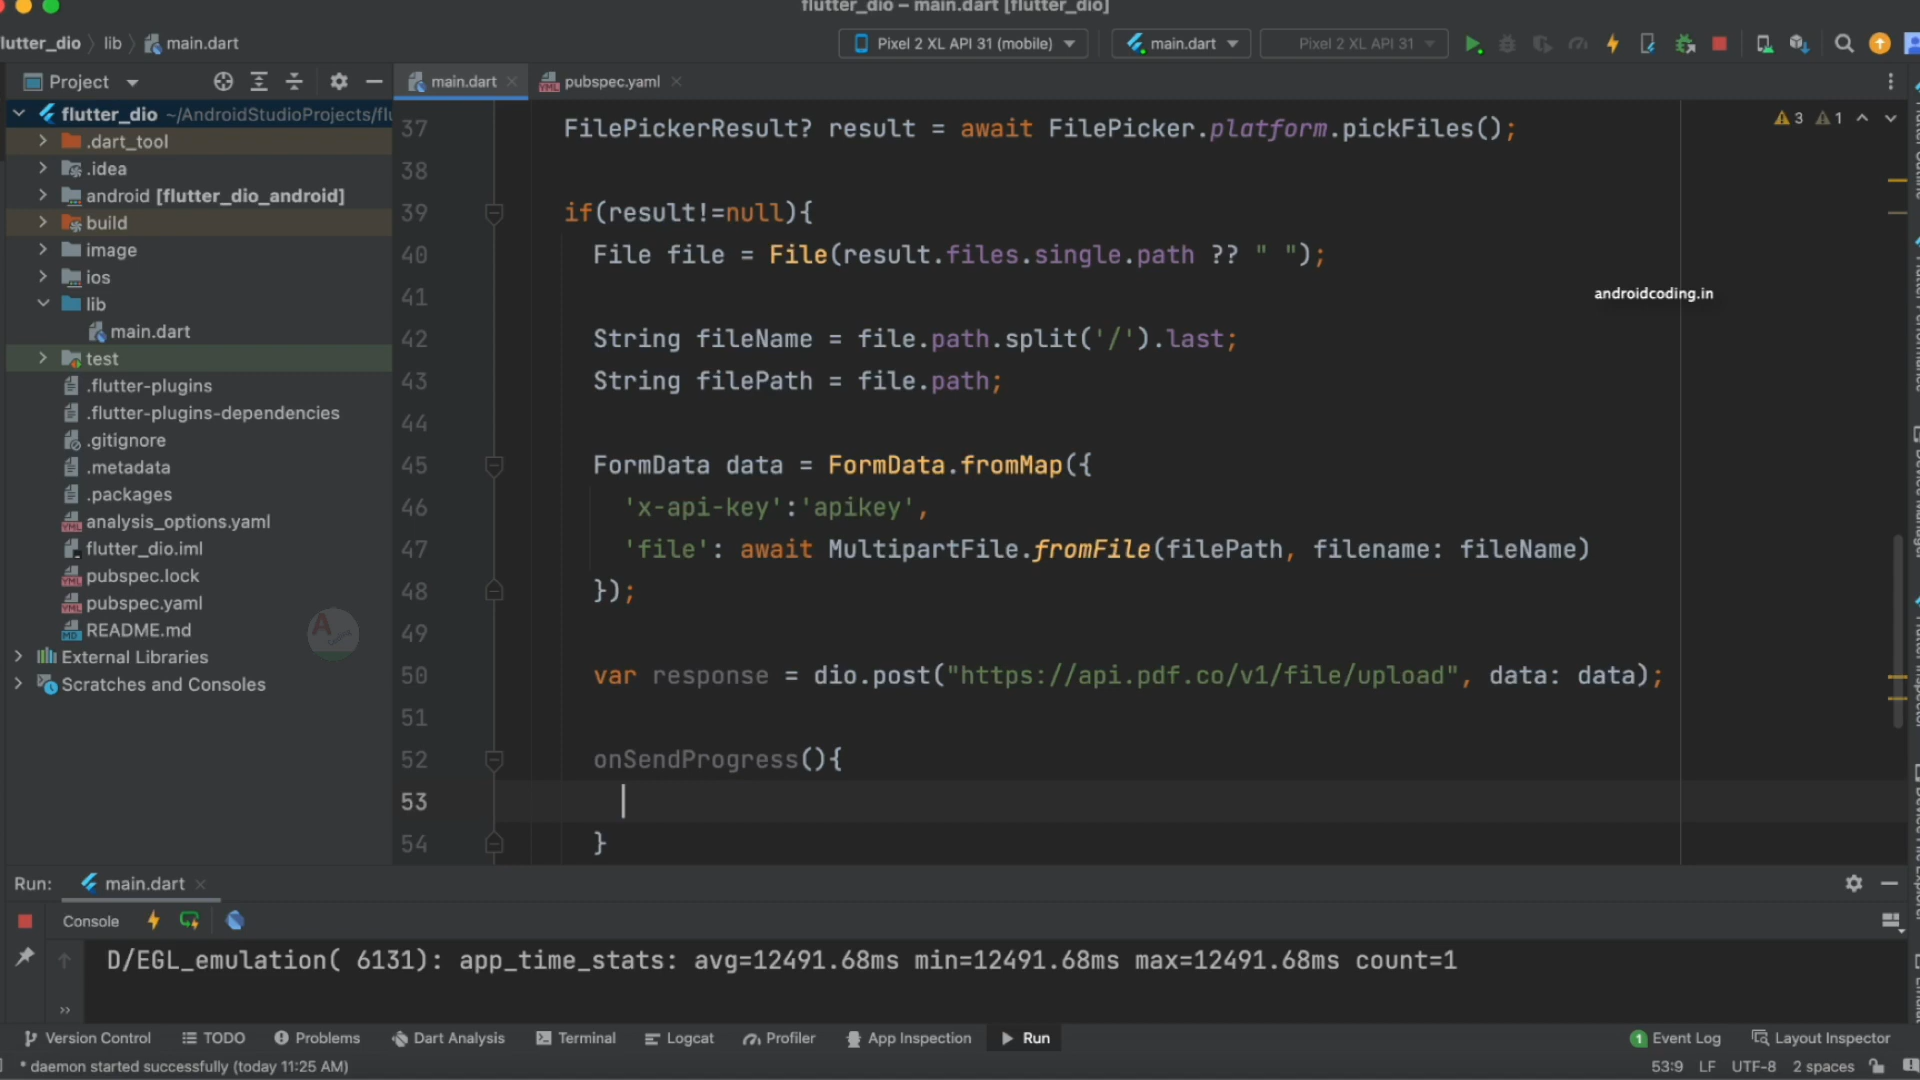 flutter_dio – main.dart [flutter_dio]
lutter_dio lib main.dart
Pixel 2 XL API 31 (mobile) main.dart Pixel 2 XL API 31
Project main.dart pubspec.yaml
flutter_dio ~/AndroidStudioProjects/flu
.dart_tool
.idea
android [flutter_dio_android]
build
image
ios
lib
main.dart
test
.flutter-plugins
.flutter-plugins-dependencies
.gitignore
.metadata
.packages
analysis_options.yaml
flutter_dio.iml
pubspec.lock
pubspec.yaml
README.md
External Libraries
Scratches and Consoles
3 1
37 FilePickerResult? result = await FilePicker.platform.pickFiles();
38
39 if(result!=null){
40 File file = File(result.files.single.path ?? " ");
41
androidcoding.in
42 String fileName = file.path.split('/').last;
43 String filePath = file.path;
44
45 FormData data = FormData.fromMap({
46 'x-api-key':'apikey',
47 'file': await MultipartFile.fromFile(filePath, filename: fileName)
48 });
49
50 var response = dio.post("https://api.pdf.co/v1/file/upload", data: data);
51
52 onSendProgress(){
53
54 }
Run: main.dart
Console
D/EGL_emulation( 6131): app_time_stats: avg=12491.68ms min=12491.68ms max=12491.68ms count=1
Version Control TODO Problems Dart Analysis Terminal Logcat Profiler App Inspection Run 1 Event Log Layout Inspector
* daemon started successfully (today 11:25 AM) 53:9 LF UTF-8 2 spaces